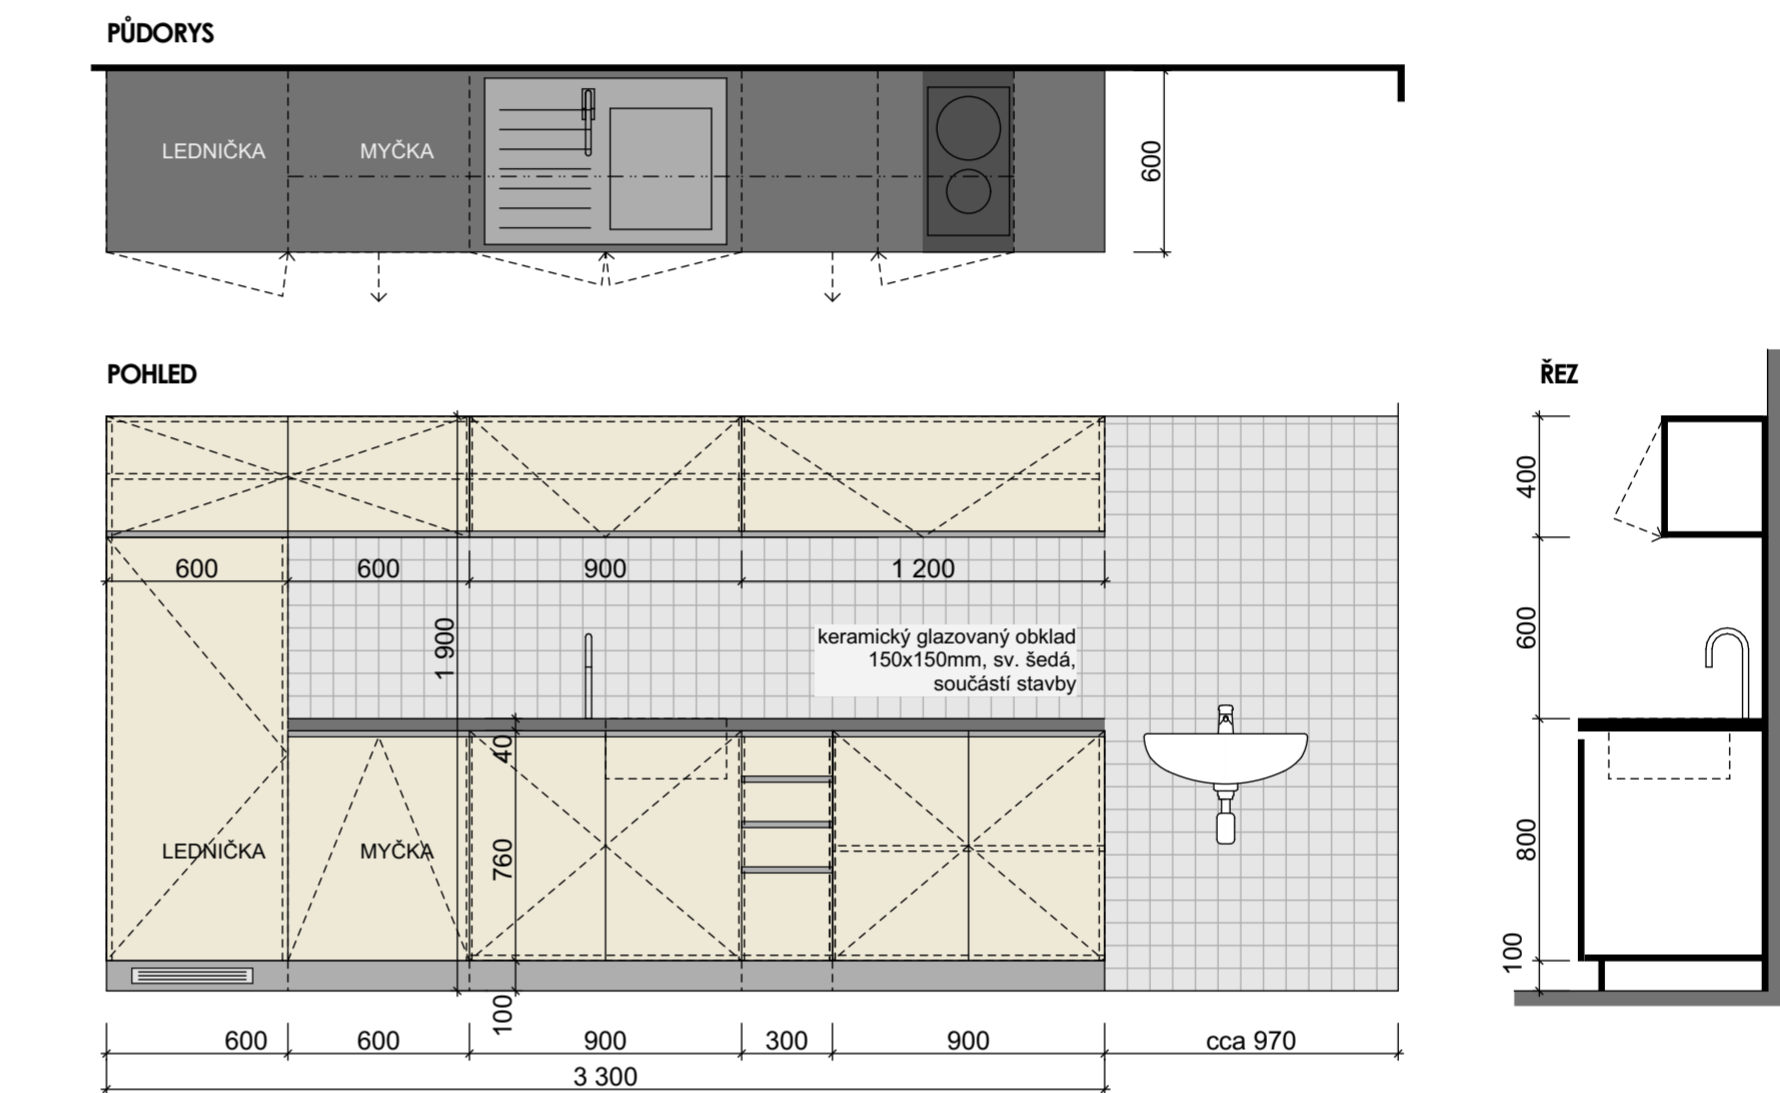 PŮDORYS
LEDNIČKA
MYČKA
600
POHLED
ŘEZ
600
600
900
1 200
400
1 900
keramický glazovaný obklad
150x150mm, sv. šedá,
součástí stavby
600
40
LEDNIČKA
MYČKA
760
800
100
100
600
600
900
300
900
cca 970
3 300